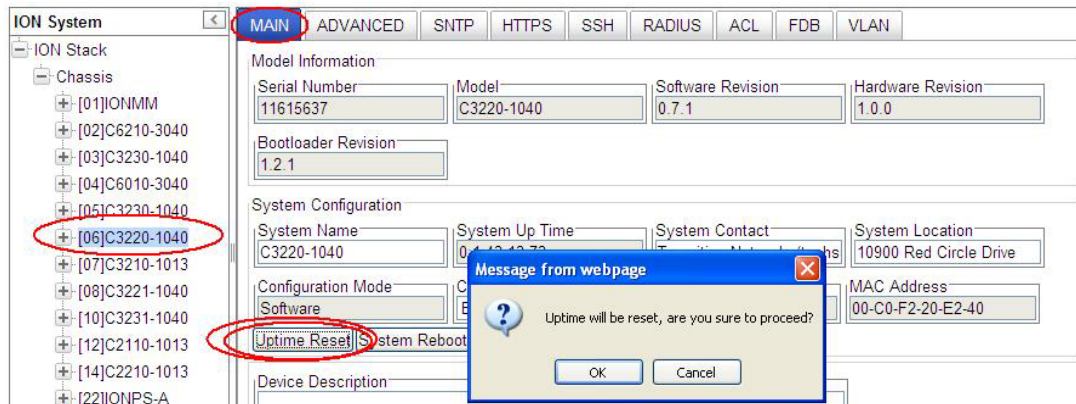 ION System
<
ION Stack
Chassis
[01]IONMM
[02]C6210-3040
[03]C3230-1040
[04]C6010-3040
[05]C3230-1040
[06]C3220-1040
[07]C3210-1013
[08]C3221-1040
[10]C3231-1040
[12]C2110-1013
[14]C2210-1013
[22]IONPS-A
MAIN ADVANCED SNTP HTTPS SSH RADIUS ACL FDB VLAN
Model Information
Serial Number Model Software Revision Hardware Revision
11615637 C3220-1040 0.7.1 1.0.0
Bootloader Revision
1.2.1
System Configuration
System Name System Up Time System Contact System Location
C3220-1040 10900 Red Circle Drive
Configuration Mode MAC Address
Software 00-C0-F2-20-E2-40
Uptime Reset System Reboot
Device Description
Message from webpage
Uptime will be reset, are you sure to proceed?
OK Cancel